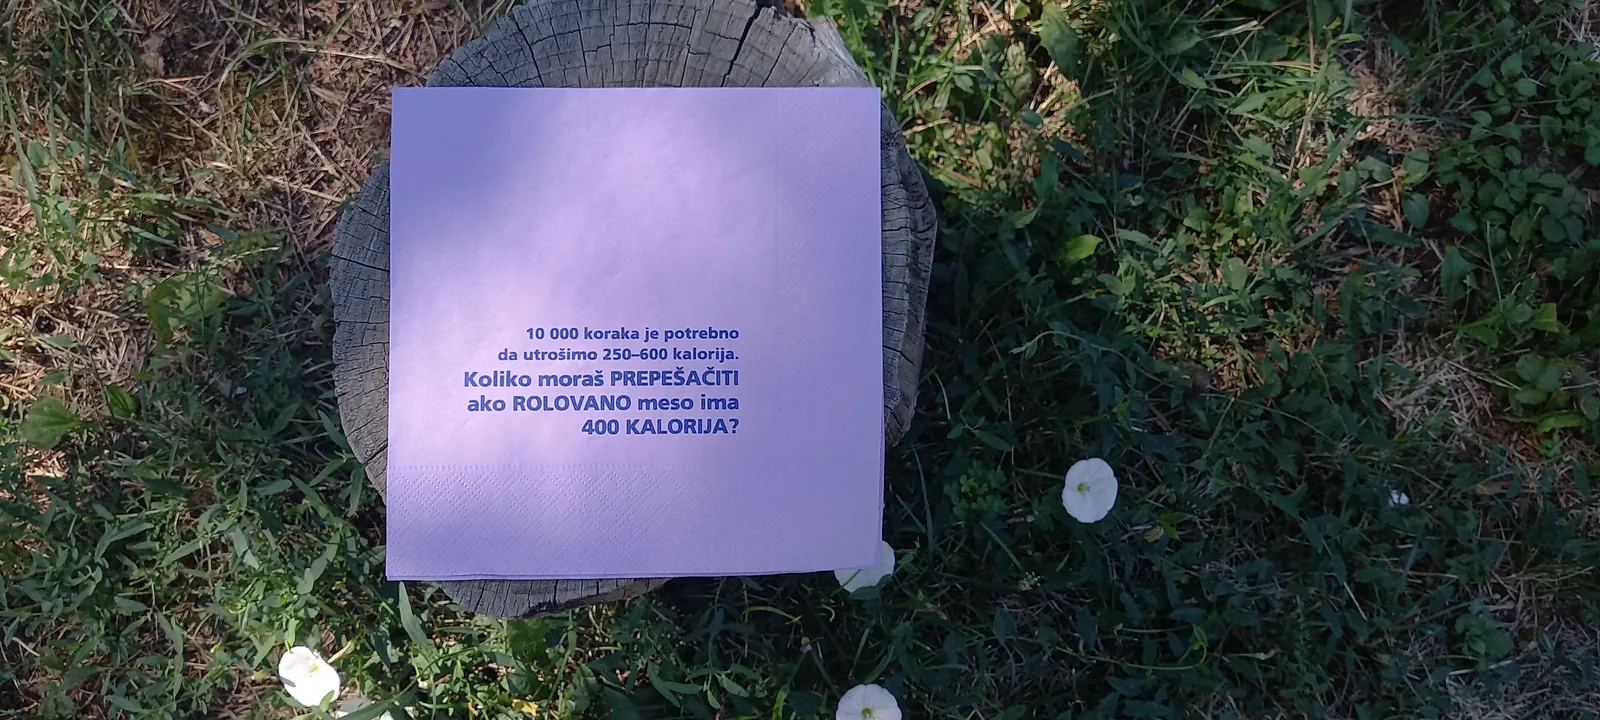 10 000 koraka je potrebno
da utrošimo 250–600 kalorija.
Koliko moraš PREPEŠAČITI
ako ROLOVANO meso ima
400 KALORIJA?